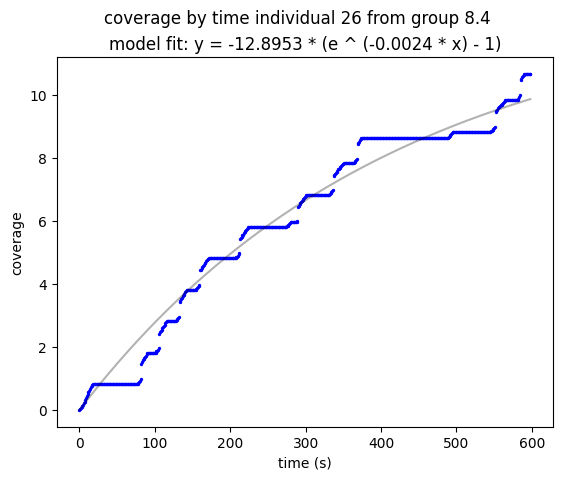 coverage by time individual 26 from group 8.4
model fit: y = -12.8953 * (e ^ (-0.0024 * x) - 1)
10
8
6
4
2
0
coverage
0 100 200 300 400 500 600
time (s)